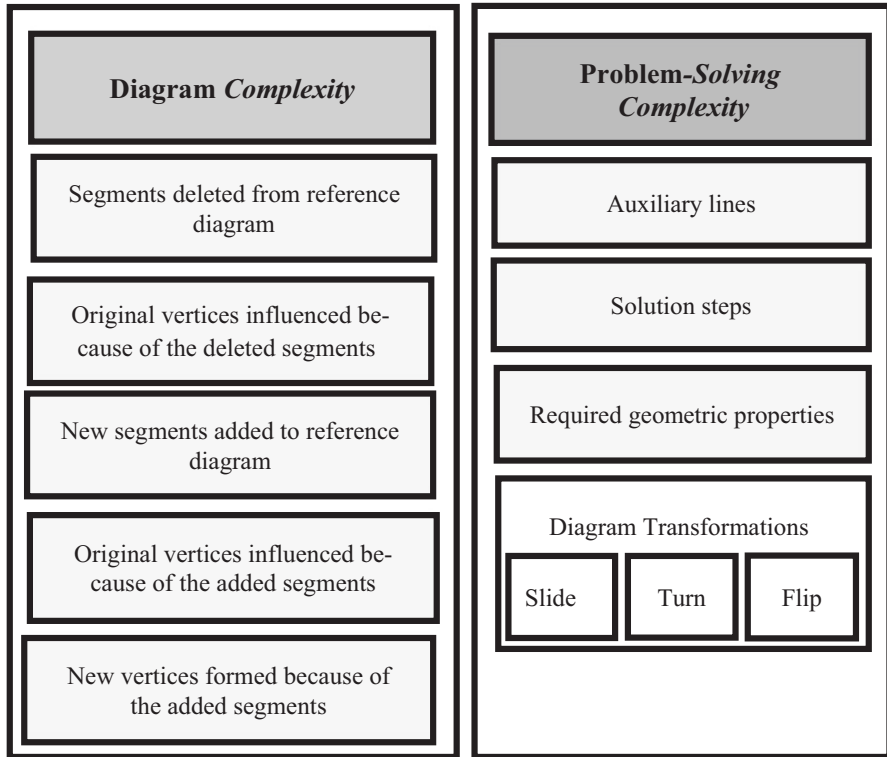 Diagram Complexity
Segments deleted from reference
diagram
Original vertices influenced be-
cause of the deleted segments
New segments added to reference
diagram
Original vertices influenced be-
cause of the added segments
New vertices formed because of
the added segments
Problem-Solving
Complexity
Auxiliary lines
Solution steps
Required geometric properties
Diagram Transformations
Slide
Turn
Flip